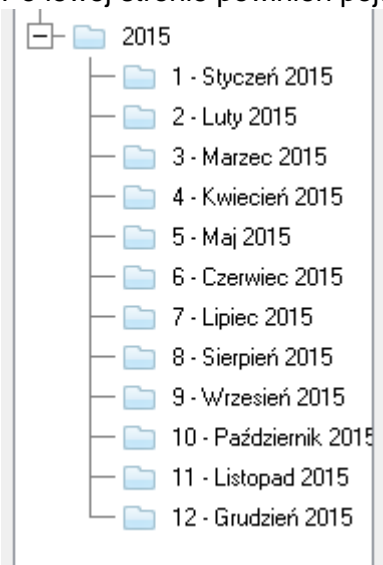 2015
1 - Styczeń 2015
2 - Luty 2015
3 - Marzec 2015
4 - Kwiecień 2015
5 - Maj 2015
6 - Czerwiec 2015
7 - Lipiec 2015
8 - Sierpień 2015
9 - Wrzesień 2015
10 - Październik 2015
11 - Listopad 2015
12 - Grudzień 2015